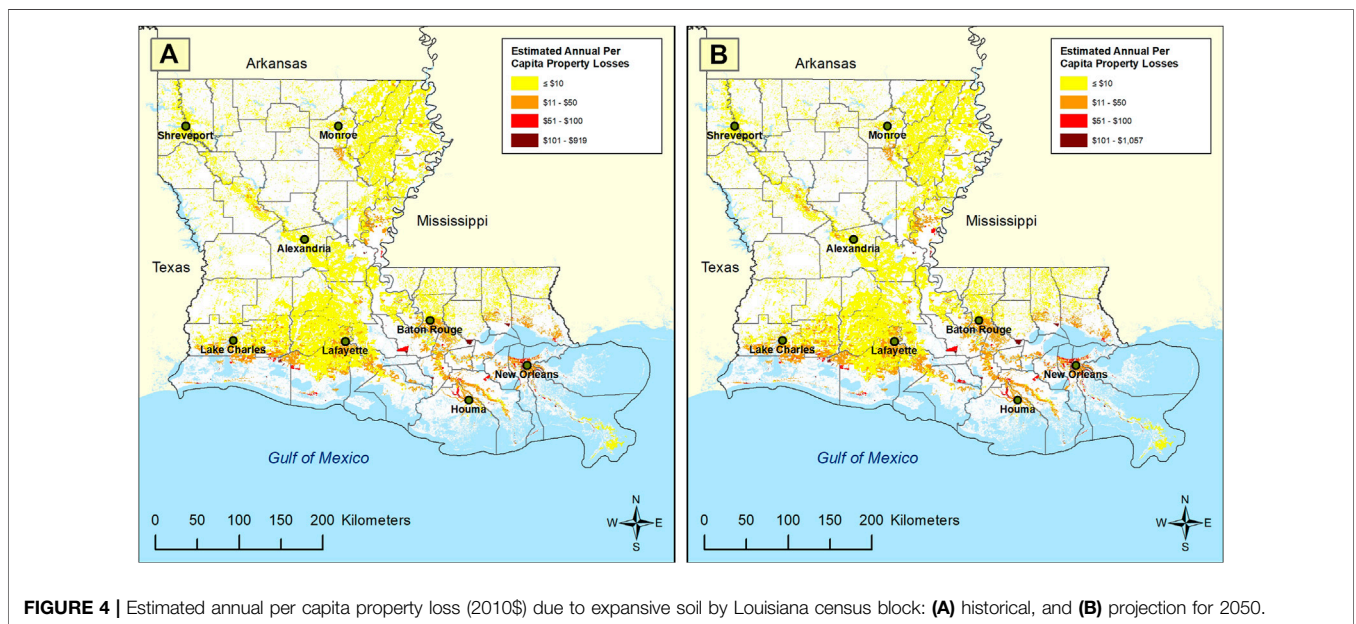 A
Arkansas
Estimated Annual Per
Capita Property Losses
≤ $10
$11 - $50
$51 - $100
$101 - $919
Shreveport
Monroe
Mississippi
Alexandria
Texas
Baton Rouge
Lake Charles
Lafayette
New Orleans
Houma
Gulf of Mexico
0 50 100 150 200 Kilometers
N
W E
S
B
Arkansas
Estimated Annual Per
Capita Property Losses
≤ $10
$11 - $50
$51 - $100
$101 - $1,057
Shreveport
Monroe
Mississippi
Alexandria
Texas
Baton Rouge
Lake Charles
Lafayette
New Orleans
Houma
Gulf of Mexico
0 50 100 150 200 Kilometers
N
W E
S
FIGURE 4 | Estimated annual per capita property loss (2010$) due to expansive soil by Louisiana census block: (A) historical, and (B) projection for 2050.